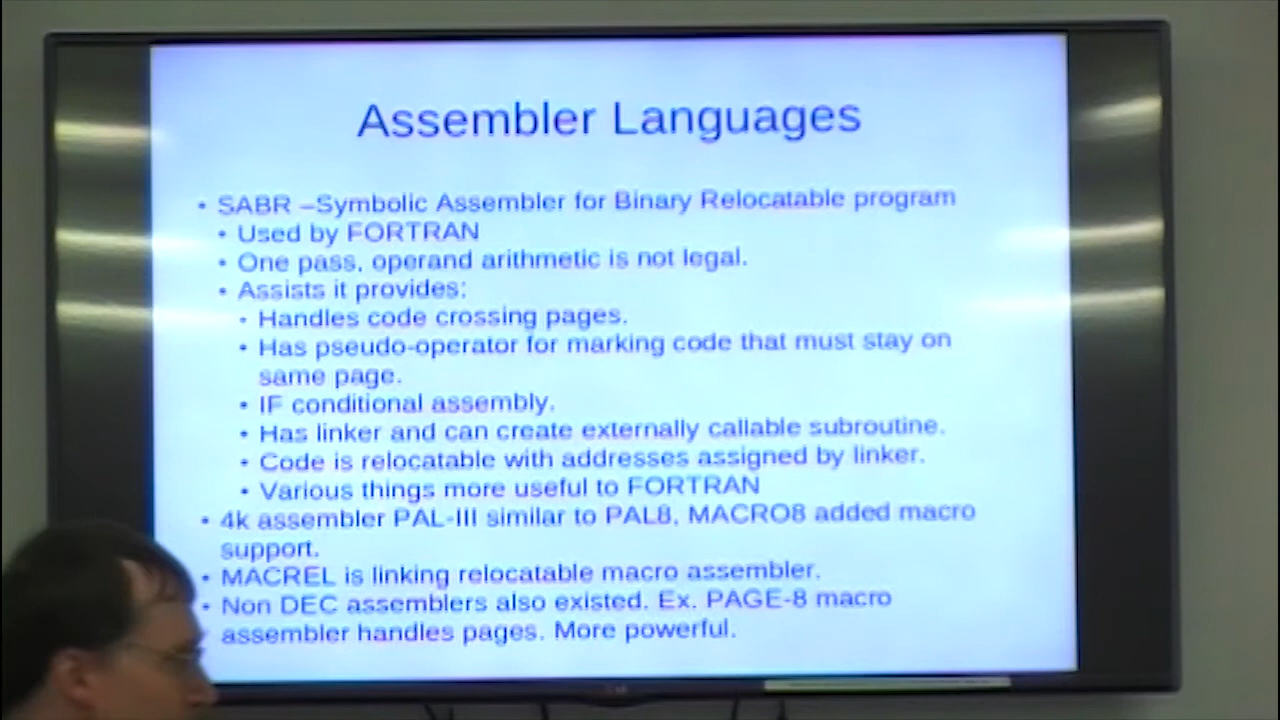 Assembler Languages
• SABR –Symbolic Assembler for Binary Relocatable program
• Used by FORTRAN
• One pass, operand arithmetic is not legal.
• Assists it provides:
• Handles code crossing pages.
• Has pseudo-operator for marking code that must stay on
same page.
• IF conditional assembly.
• Has linker and can create externally callable subroutine.
• Code is relocatable with addresses assigned by linker.
• Various things more useful to FORTRAN
• 4k assembler PAL-III similar to PAL8, MACRO8 added macro
support.
• MACREL is linking relocatable macro assembler.
• Non DEC assemblers also existed. Ex. PAGE-8 macro
assembler handles pages. More powerful.